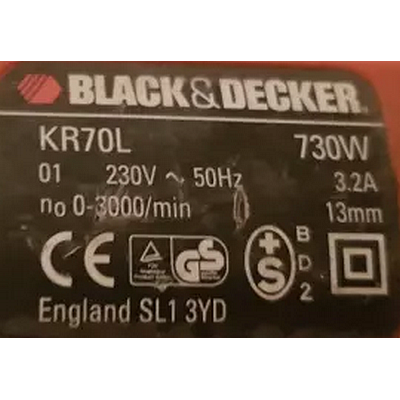 BLACK&DECKER®
KR70L 730W
01 230V ~ 50Hz 3.2A
no 0-3000/min 13mm
CE GS +S B D 2
England SL1 3YD